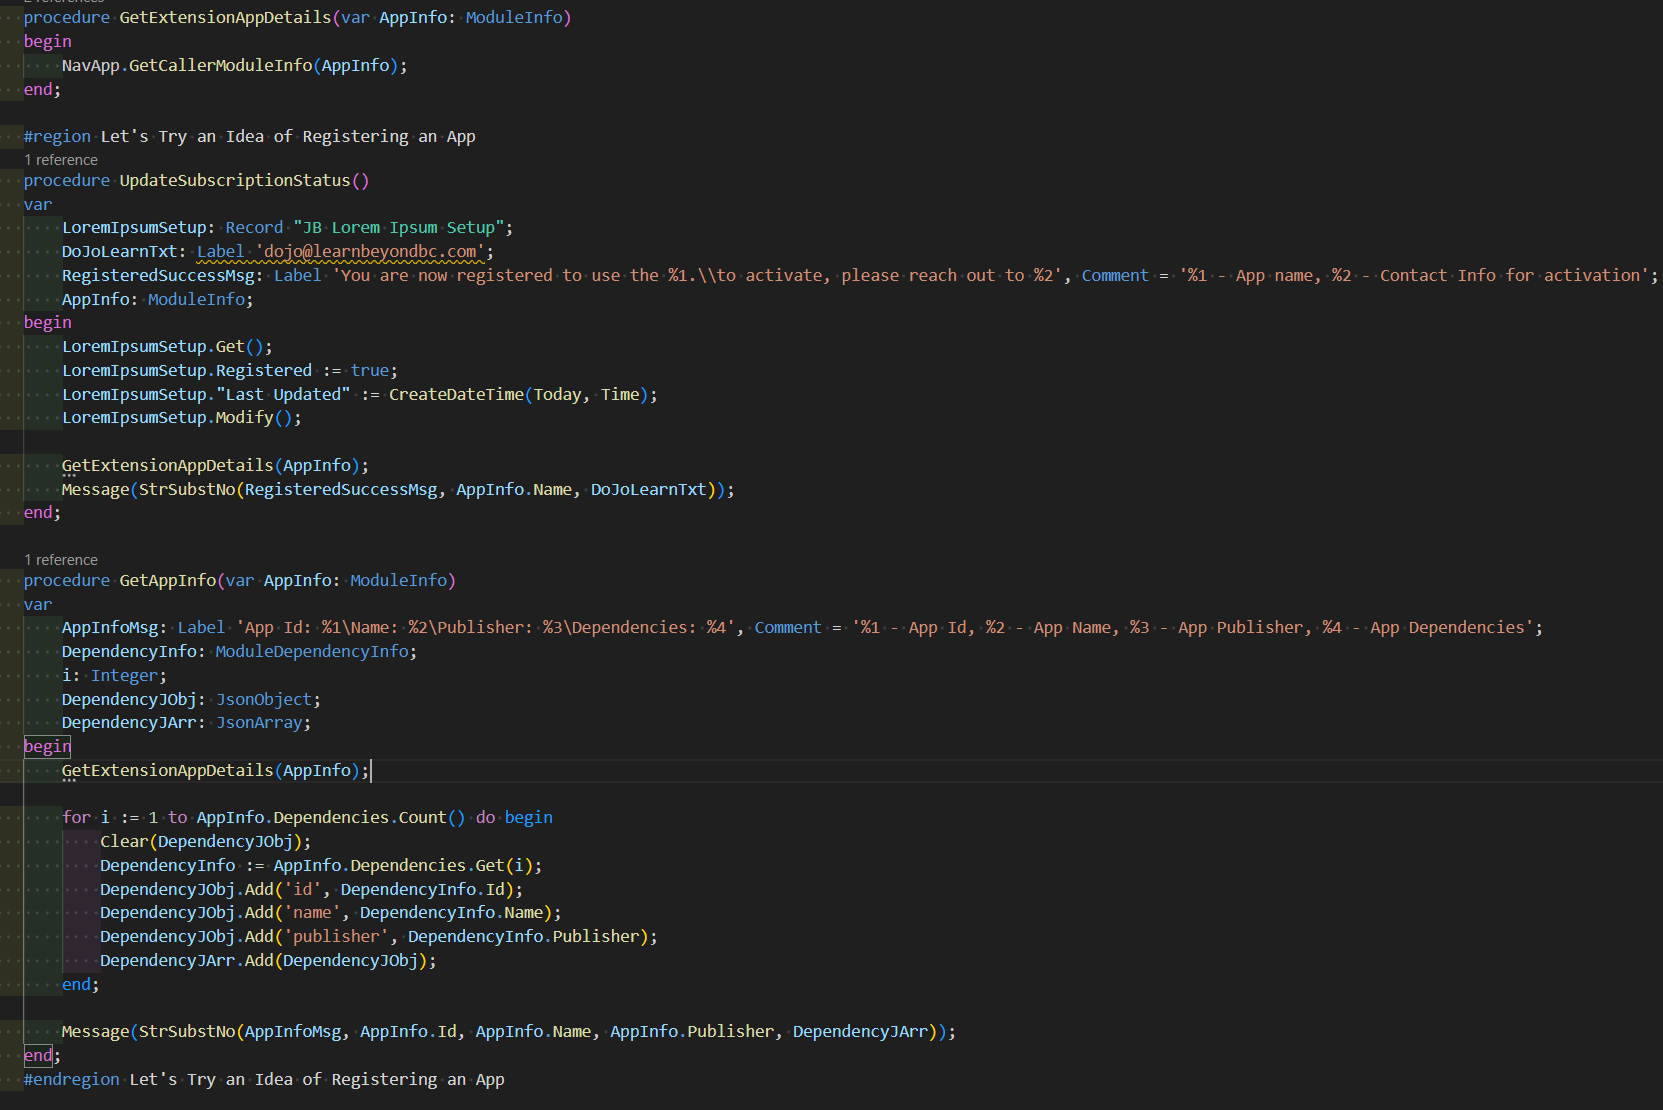 2 references
procedure GetExtensionAppDetails(var AppInfo: ModuleInfo)
begin
    NavApp.GetCallerModuleInfo(AppInfo);
end;

#region Let's Try an Idea of Registering an App
1 reference
procedure UpdateSubscriptionStatus()
var
    LoremIpsumSetup: Record "JB Lorem Ipsum Setup";
    DoJoLearnTxt: Label 'dojo@learnbeyondbc.com';
    RegisteredSuccessMsg: Label 'You are now registered to use the %1.\\to activate, please reach out to %2', Comment = '%1 - App name, %2 - Contact Info for activation';
    AppInfo: ModuleInfo;
begin
    LoremIpsumSetup.Get();
    LoremIpsumSetup.Registered := true;
    LoremIpsumSetup."Last Updated" := CreateDateTime(Today, Time);
    LoremIpsumSetup.Modify();

    GetExtensionAppDetails(AppInfo);
    Message(StrSubstNo(RegisteredSuccessMsg, AppInfo.Name, DoJoLearnTxt));
end;

1 reference
procedure GetAppInfo(var AppInfo: ModuleInfo)
var
    AppInfoMsg: Label 'App Id: %1\Name: %2\Publisher: %3\Dependencies: %4', Comment = '%1 - App Id, %2 - App Name, %3 - App Publisher, %4 - App Dependencies';
    DependencyInfo: ModuleDependencyInfo;
    i: Integer;
    DependencyJObj: JsonObject;
    DependencyJArr: JsonArray;
begin
    GetExtensionAppDetails(AppInfo);

    for i := 1 to AppInfo.Dependencies.Count() do begin
        Clear(DependencyJObj);
        DependencyInfo := AppInfo.Dependencies.Get(i);
        DependencyJObj.Add('id', DependencyInfo.Id);
        DependencyJObj.Add('name', DependencyInfo.Name);
        DependencyJObj.Add('publisher', DependencyInfo.Publisher);
        DependencyJArr.Add(DependencyJObj);
    end;

    Message(StrSubstNo(AppInfoMsg, AppInfo.Id, AppInfo.Name, AppInfo.Publisher, DependencyJArr));
end;
#endregion Let's Try an Idea of Registering an App